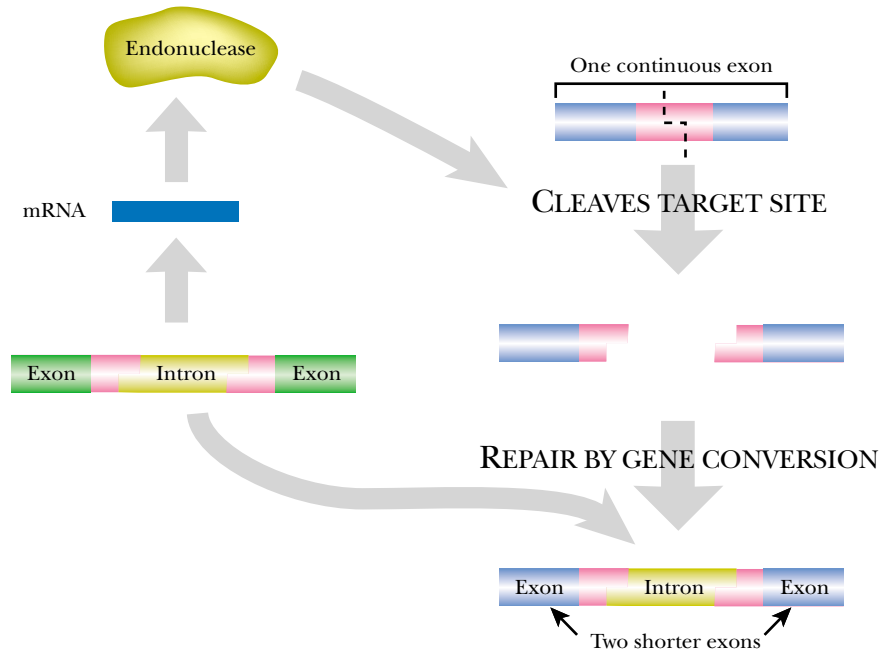 Endonuclease
One continuous exon
mRNA
CLEAVES TARGET SITE
Exon Intron Exon
REPAIR BY GENE CONVERSION
Exon Intron Exon
Two shorter exons